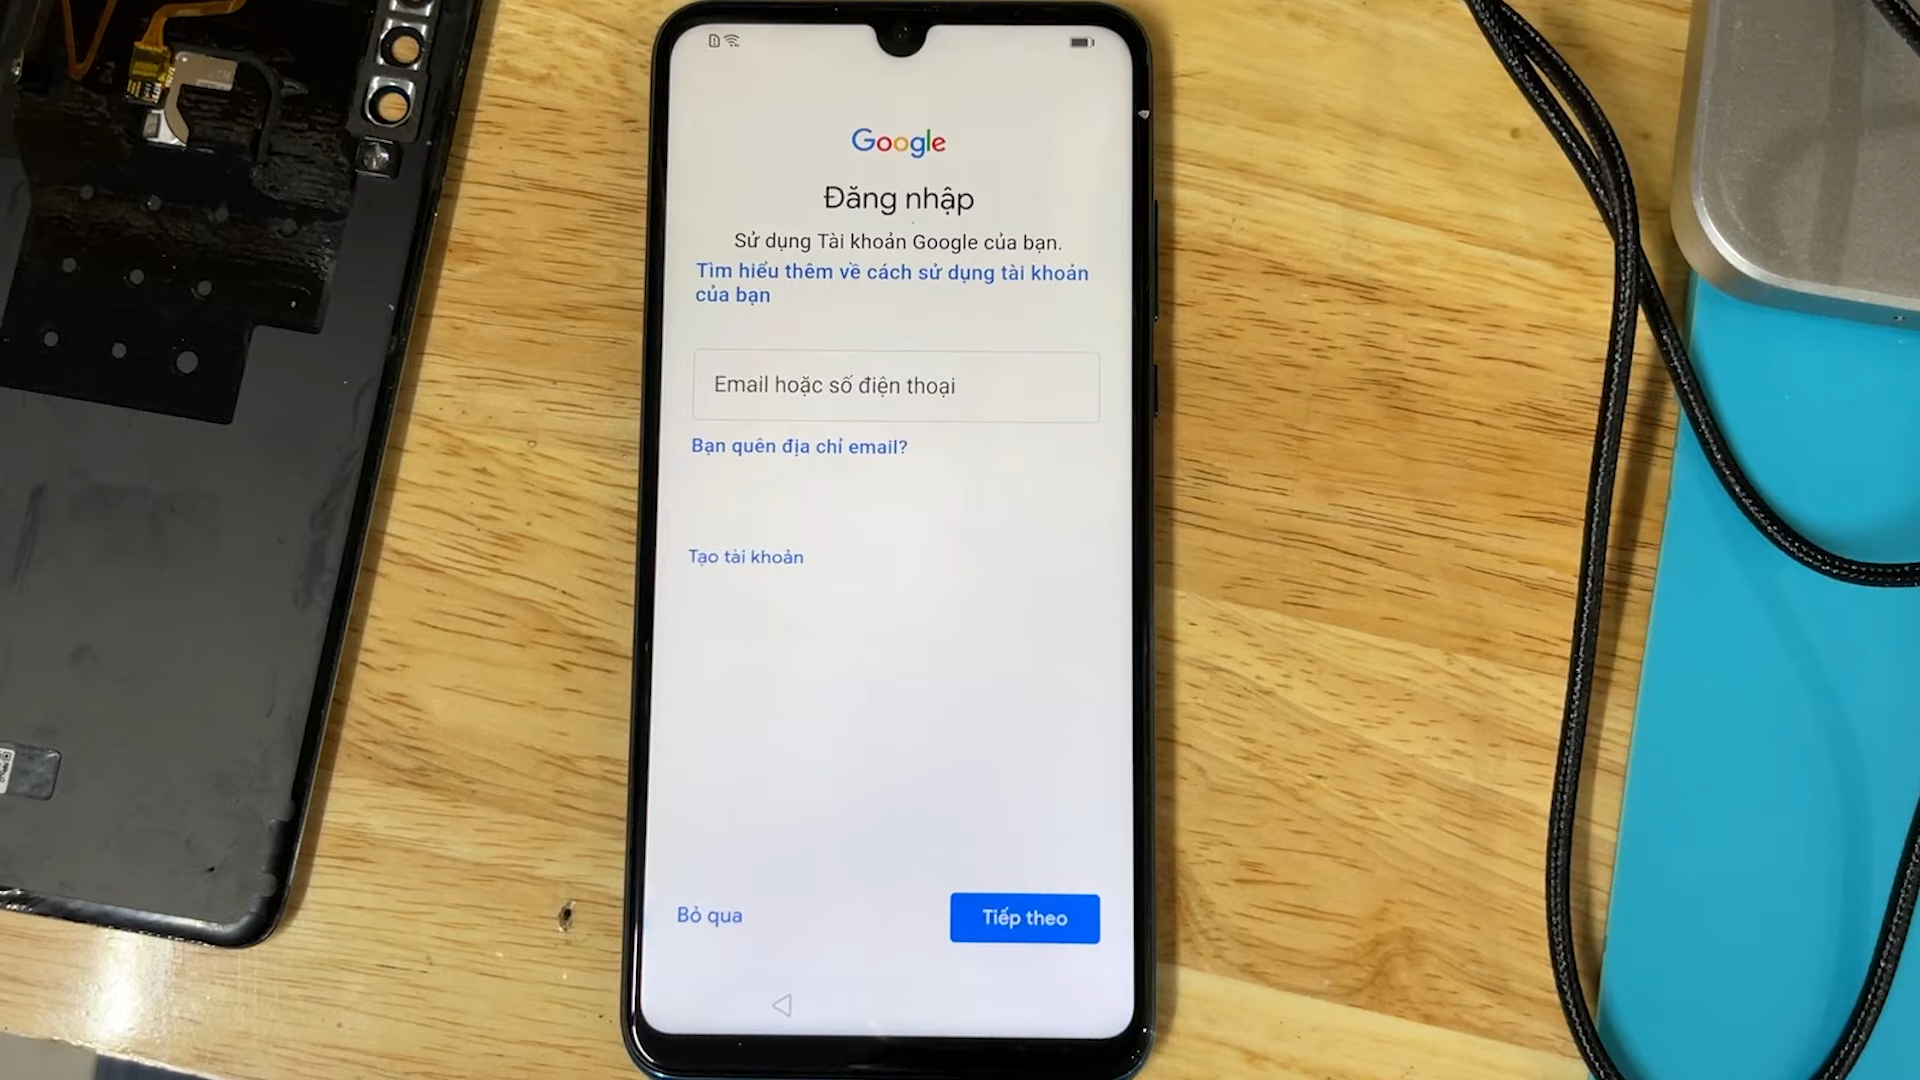 Google
Đăng nhập
Sử dụng Tài khoản Google của bạn.
Tìm hiểu thêm về cách sử dụng tài khoản
của bạn
Email hoặc số điện thoại
Bạn quên địa chỉ email?
Tạo tài khoản
Bỏ qua
Tiếp theo